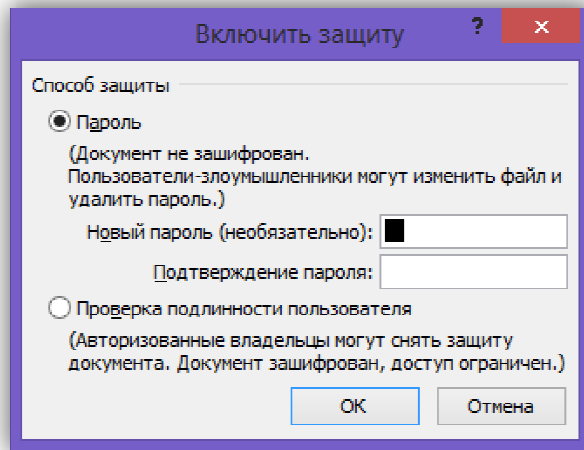 Включить защиту ?
Способ защиты
Пароль
(Документ не зашифрован.
Пользователи-злоумышленники могут изменить файл и
удалить пароль.)
Новый пароль (необязательно):
Подтверждение пароля:
Проверка подлинности пользователя
(Авторизованные владельцы могут снять защиту
документа. Документ зашифрован, доступ ограничен.)
ОК Отмена